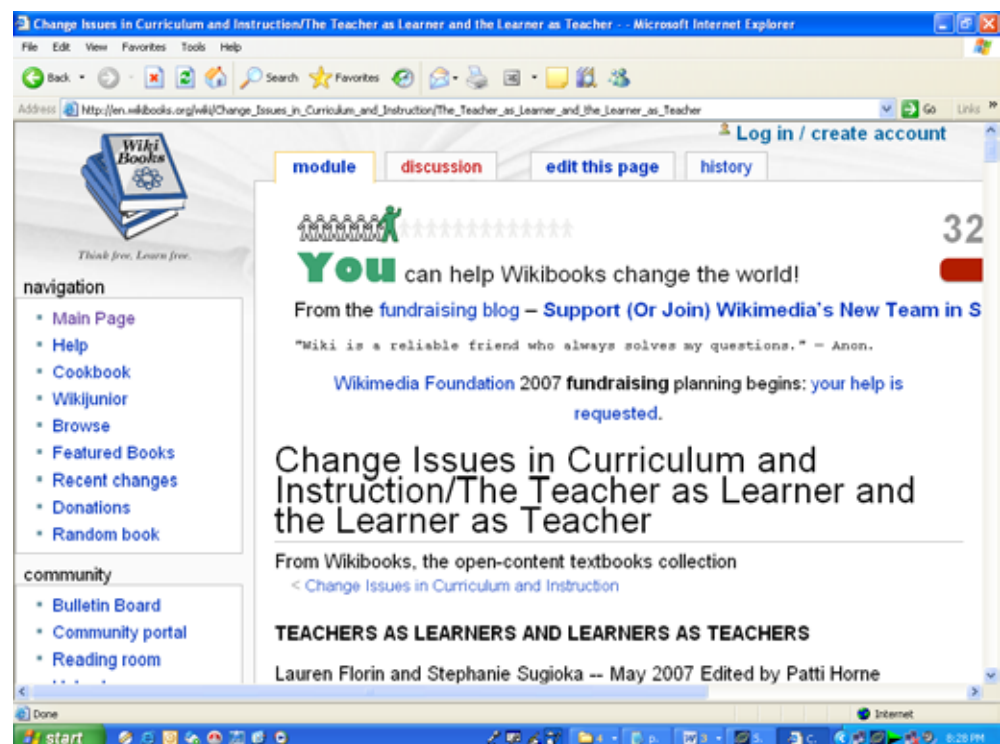 Change Issues in Curriculum and Instruction/The Teacher as Learner and the Learner as Teacher - - Microsoft Internet Explorer
File Edit View Favorites Tools Help
Back Search Favorites
Address http://en.wikibooks.org/wiki/Change_Issues_in_Curriculum_and_Instruction/The_Teacher_as_Learner_and_the_Learner_as_Teacher Go Links »
Log in / create account
module discussion edit this page history
Wiki
Books
Think free. Learn free.
32
You can help Wikibooks change the world!
From the fundraising blog – Support (Or Join) Wikimedia's New Team in S
"Wiki is a reliable friend who always solves my questions." — Anon.
Wikimedia Foundation 2007 fundraising planning begins: your help is
requested.
navigation
Main Page
Help
Cookbook
Wikijunior
Browse
Featured Books
Recent changes
Donations
Random book
community
Bulletin Board
Community portal
Reading room
Change Issues in Curriculum and
Instruction/The Teacher as Learner and
the Learner as Teacher
From Wikibooks, the open-content textbooks collection
< Change Issues in Curriculum and Instruction
TEACHERS AS LEARNERS AND LEARNERS AS TEACHERS
Lauren Florin and Stephanie Sugioka -- May 2007 Edited by Patti Horne
Done Internet
start 8:28 PM